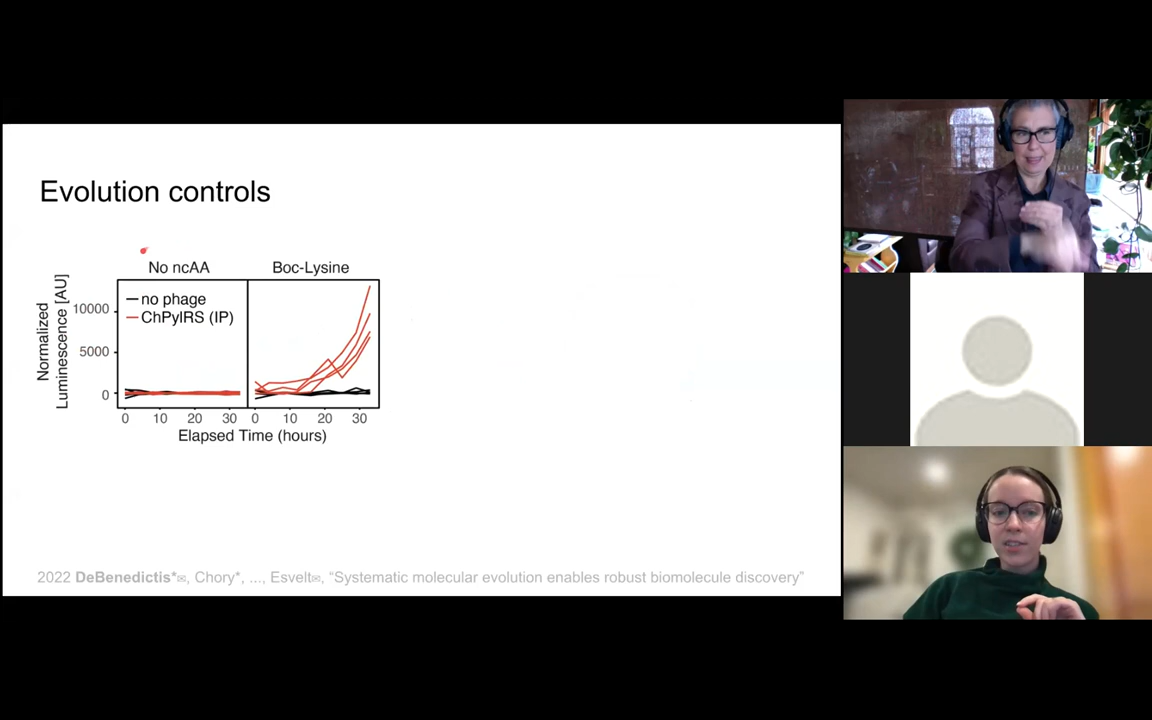 Evolution controls
No ncAA
Boc-Lysine
Normalized
Luminescence [AU]
10000
5000
0
no phage
ChPylRS (IP)
0 10 20 30 0 10 20 30
Elapsed Time (hours)
2022 DeBenedictis*✉, Chory*, ..., Esvelt✉, “Systematic molecular evolution enables robust biomolecule discovery”